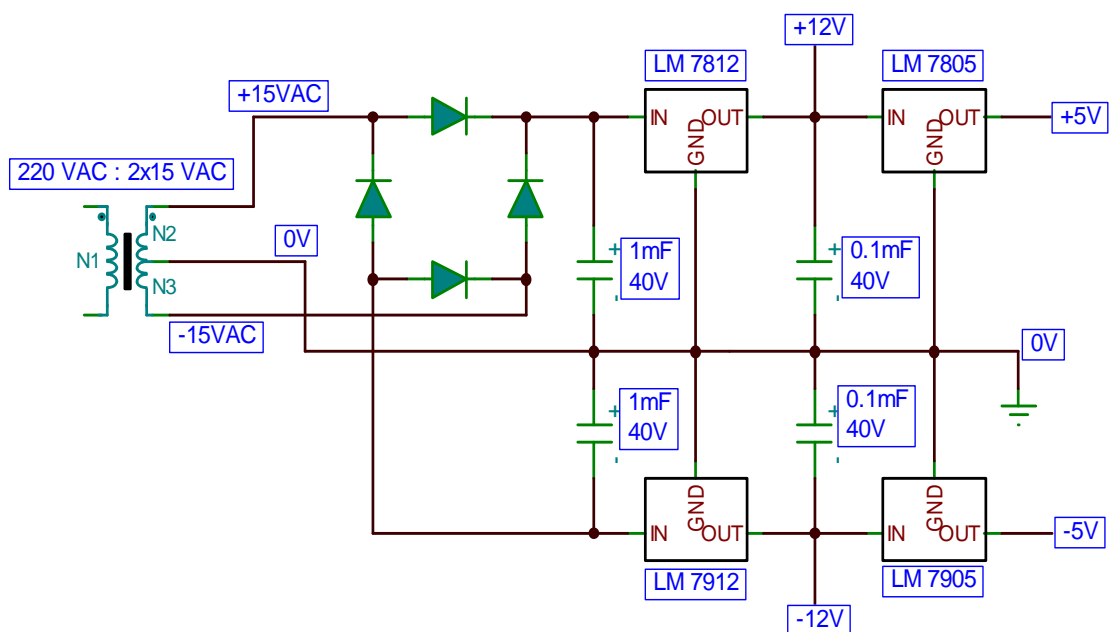 +12V
LM 7812
LM 7805
+15VAC
IN
OUT
GND
IN
OUT
GND
+5V
220 VAC : 2x15 VAC
N1
N2
N3
0V
-15VAC
+
1mF
40V
-
+
0.1mF
40V
-
0V
+
1mF
40V
-
+
0.1mF
40V
-
IN
OUT
GND
IN
OUT
GND
-5V
LM 7912
LM 7905
-12V